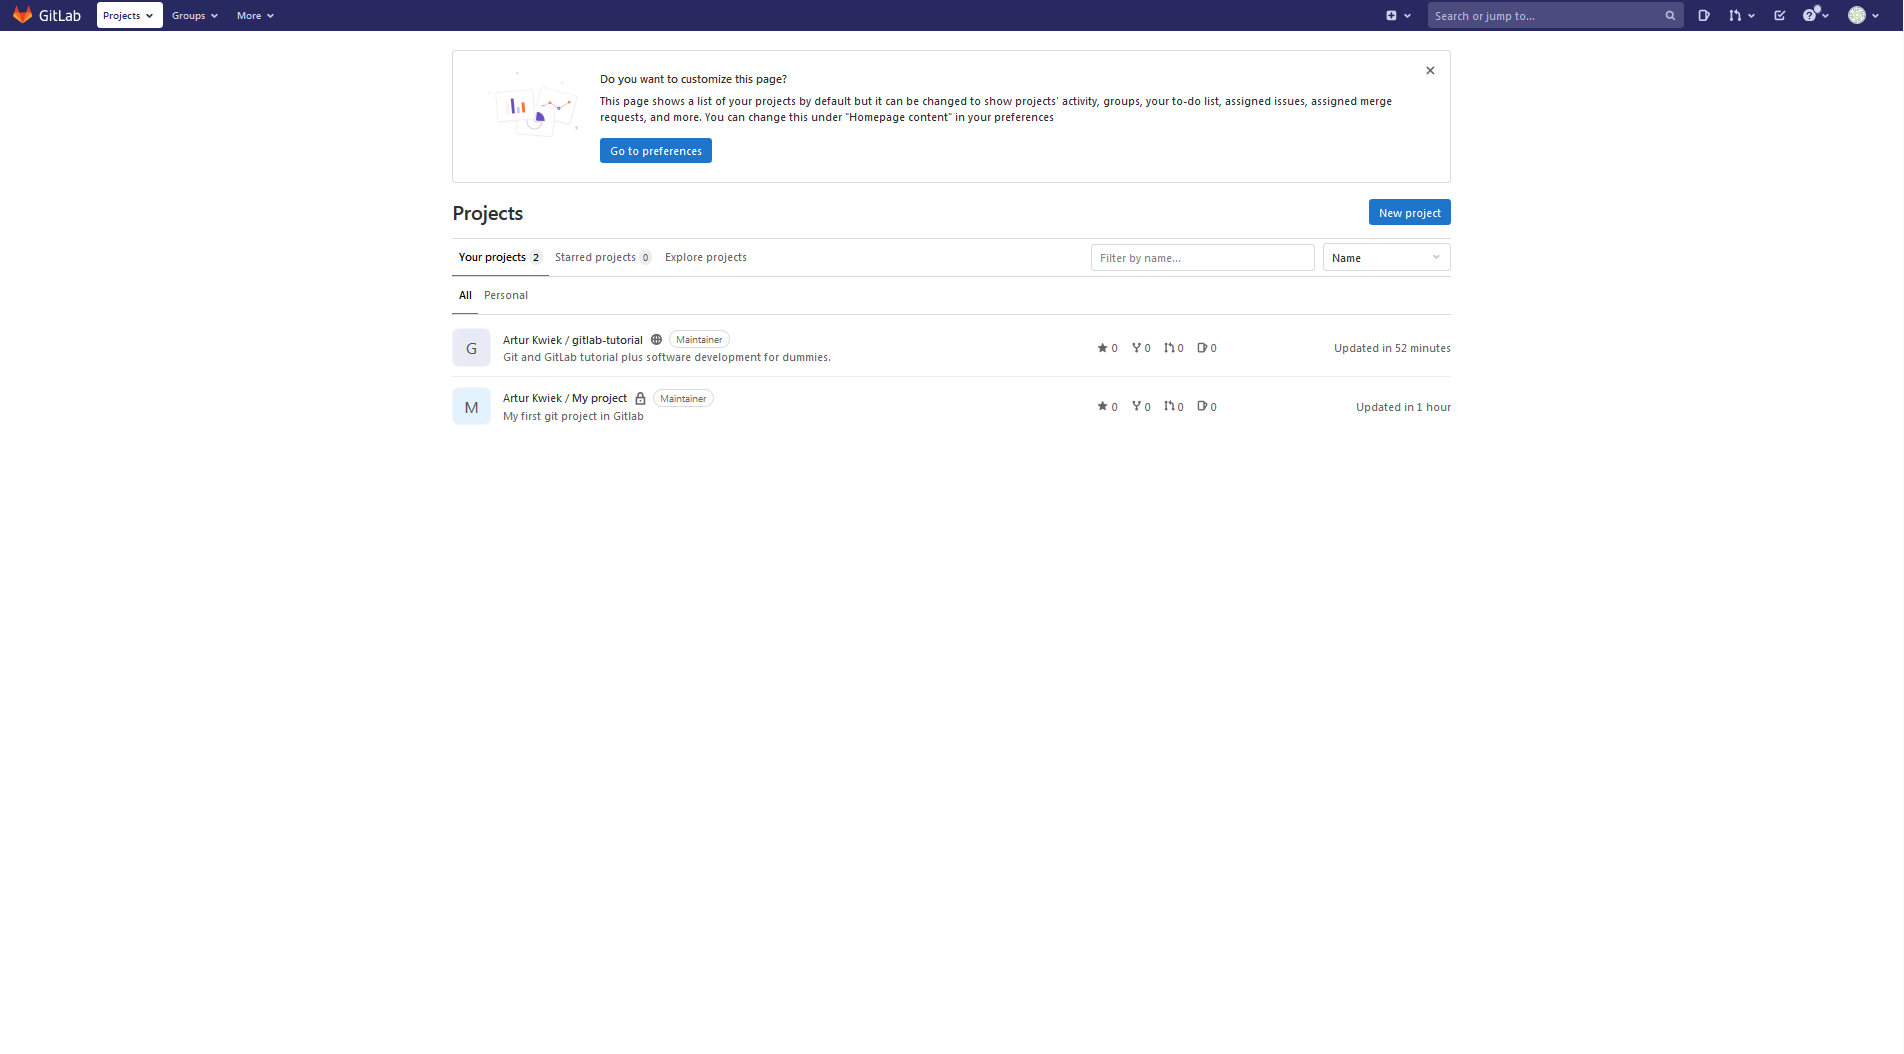 GitLab Projects Groups More Search or jump to...
Do you want to customize this page?
This page shows a list of your projects by default but it can be changed to show projects' activity, groups, your to-do list, assigned issues, assigned merge
requests, and more. You can change this under "Homepage content" in your preferences
Go to preferences
Projects New project
Your projects 2 Starred projects 0 Explore projects Filter by name... Name
All Personal
G Artur Kwiek / gitlab-tutorial Maintainer 0 0 0 0 Updated in 52 minutes
Git and GitLab tutorial plus software development for dummies.
M Artur Kwiek / My project Maintainer 0 0 0 0 Updated in 1 hour
My first git project in Gitlab